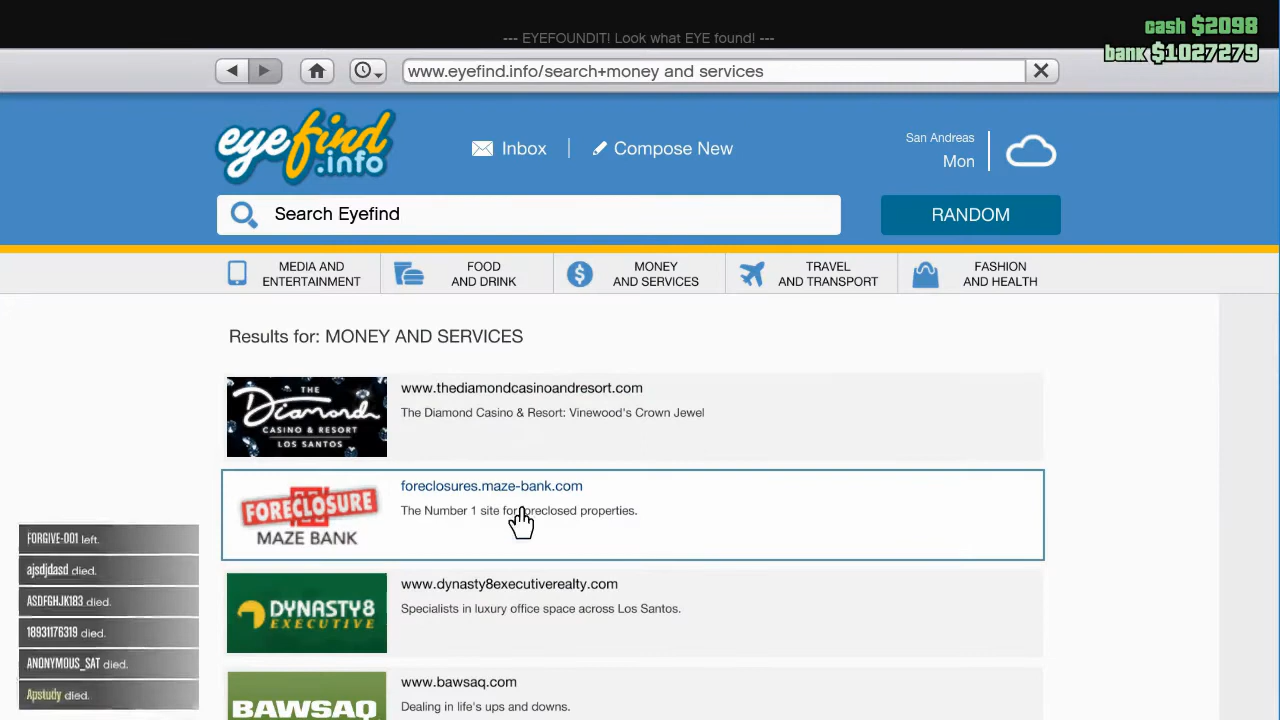 cash $2098
--- EYEFOUNDIT! Look what EYE found! ---
bank $1027279
www.eyefind.info/search+money and services
eyefind.info
Inbox
Compose New
San Andreas
Mon
Search Eyefind
RANDOM
MEDIA AND ENTERTAINMENT
FOOD AND DRINK
MONEY AND SERVICES
TRAVEL AND TRANSPORT
FASHION AND HEALTH
Results for: MONEY AND SERVICES
THE
Diamond
CASINO & RESORT
LOS SANTOS
www.thediamondcasinoandresort.com
The Diamond Casino & Resort: Vinewood's Crown Jewel
FORECLOSURE
MAZE BANK
foreclosures.maze-bank.com
The Number 1 site for foreclosed properties.
DYNASTY8
EXECUTIVE
www.dynasty8executiverealty.com
Specialists in luxury office space across Los Santos.
BAWSAQ
www.bawsaq.com
Dealing in life's ups and downs.
FORGIVE-001 left.
ajsdjdasd died.
ASDFGHJK183 died.
18931176319 died.
ANONYMOUS_SAT died.
Apstudy died.